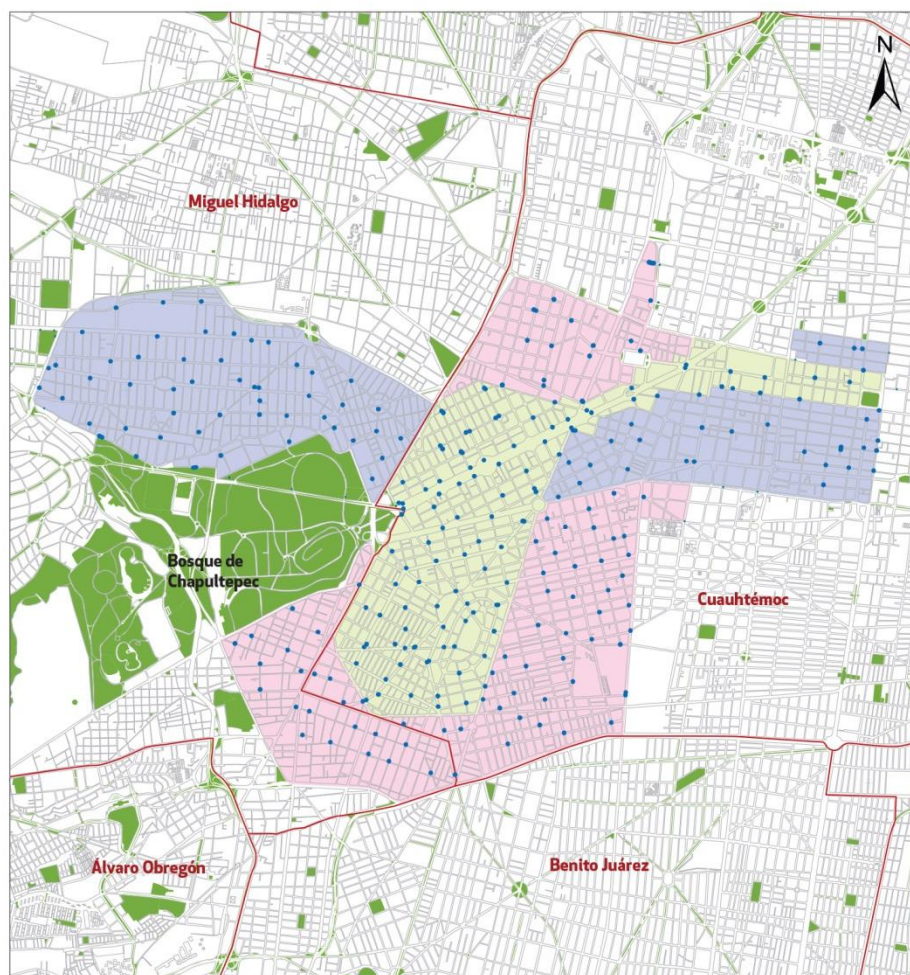 N
Miguel Hidalgo
Bosque de
Chapultepec
Cuauhtémoc
Álvaro Obregón
Benito Juárez